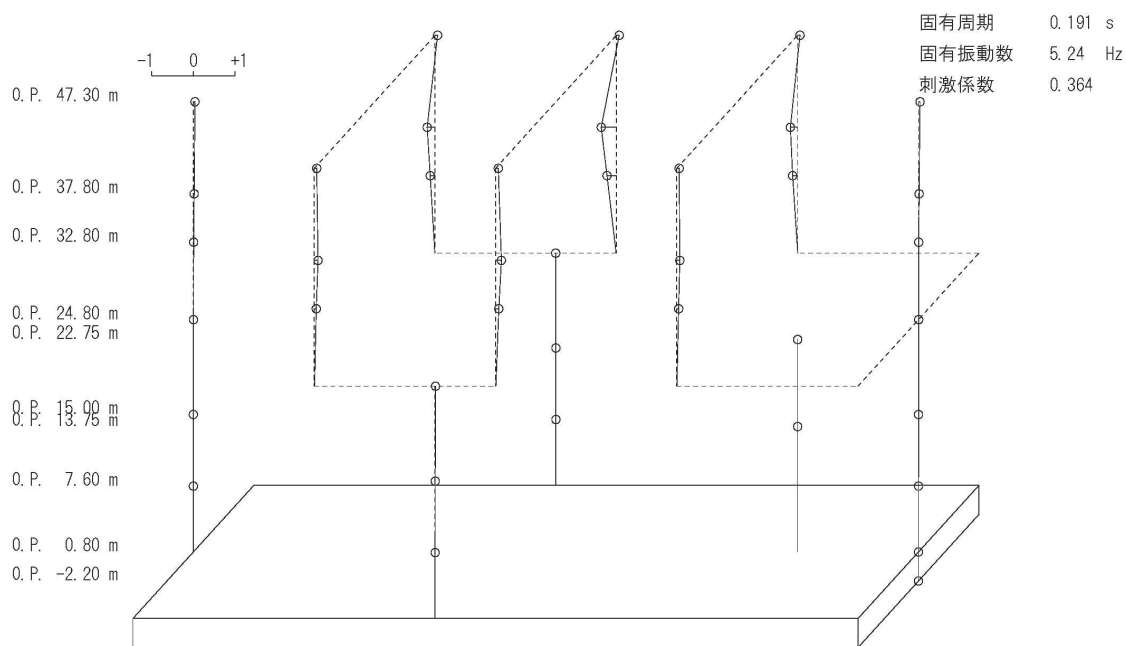 固有周期 0.191 s
固有振動数 5.24 Hz
刺激係数 0.364
-1 0 +1
O.P. 47.30 m
O.P. 37.80 m
O.P. 32.80 m
O.P. 24.80 m
O.P. 22.75 m
O.P. 15.00 m
O.P. 13.75 m
O.P. 7.60 m
O.P. 0.80 m
O.P. -2.20 m